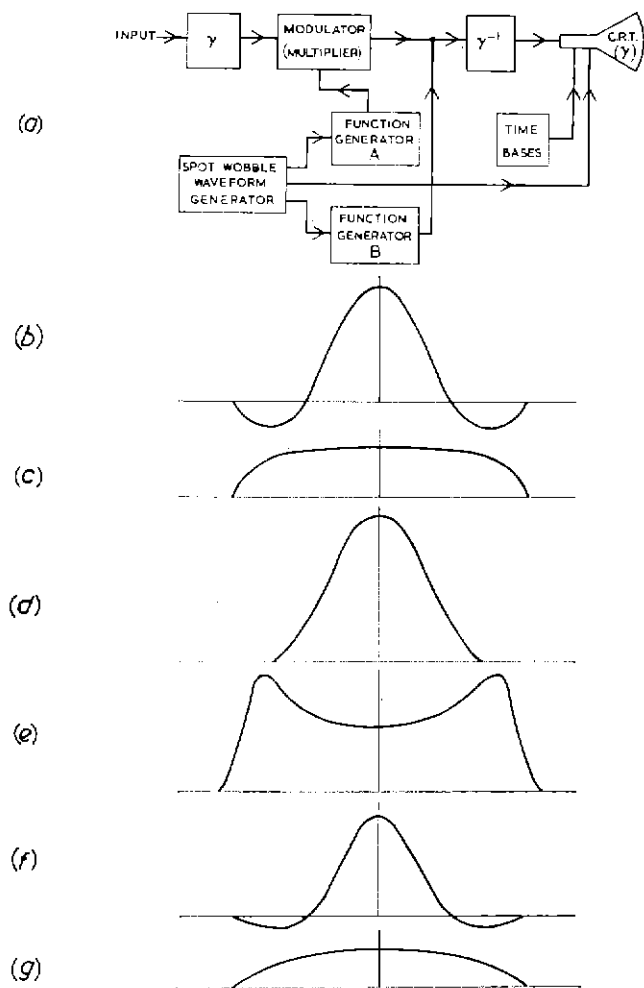 INPUT
γ
MODULATOR
(MULTIPLIER)
γ⁻¹
C.R.T.
(γ)
(a)
FUNCTION
GENERATOR
A
TIME
BASES
SPOT WOBBLE
WAVEFORM
GENERATOR
FUNCTION
GENERATOR
B
(b)
(c)
(d)
(e)
(f)
(g)